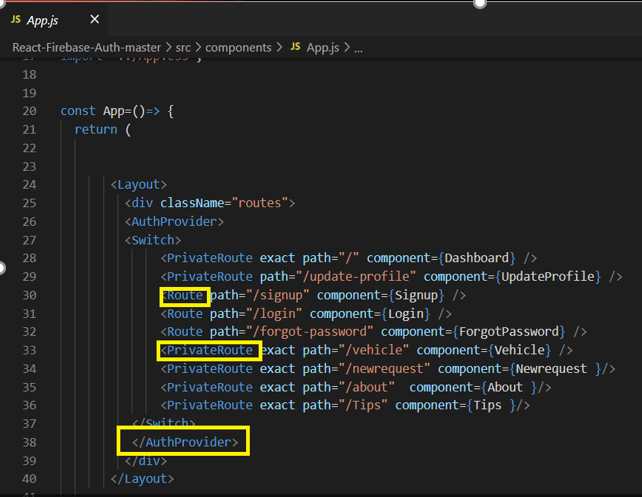 JS App.js ×
React-Firebase-Auth-master > src > components > JS App.js > ...
17 import '../App.css';
18
19
20 const App=()=> {
21 return (
22
23
24 <Layout>
25 <div className="routes">
26 <AuthProvider>
27 <Switch>
28 <PrivateRoute exact path="/" component={Dashboard} />
29 <PrivateRoute path="/update-profile" component={UpdateProfile} />
30 <Route path="/signup" component={Signup} />
31 <Route path="/login" component={Login} />
32 <Route path="/forgot-password" component={ForgotPassword} />
33 <PrivateRoute exact path="/vehicle" component={Vehicle} />
34 <PrivateRoute exact path="/newrequest" component={Newrequest }/>
35 <PrivateRoute exact path="/about"  component={About }/>
36 <PrivateRoute exact path="/Tips" component={Tips }/>
37 </Switch>
38 </AuthProvider>
39 </div>
40 </Layout>